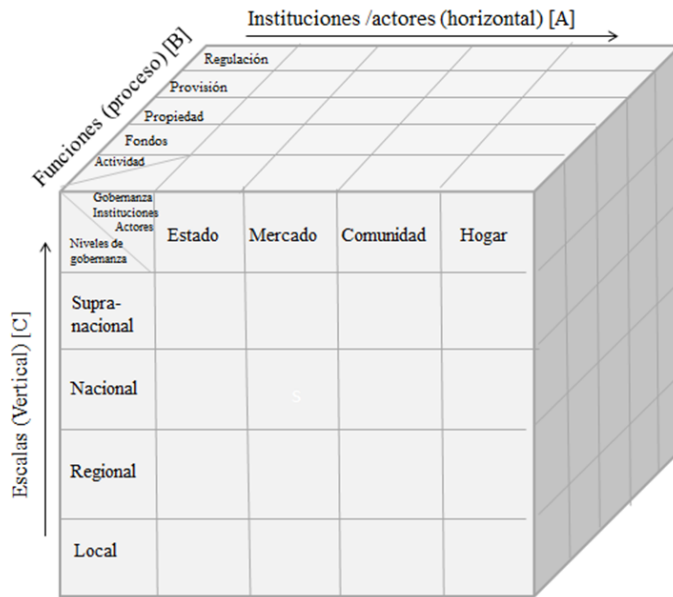 Instituciones /actores (horizontal) [A]
Funciones (proceso) [B]
Regulación
Provisión
Propiedad
Fondos
Actividad
Gobernanza
Instituciones
Actores
Niveles de
gobernanza
Estado
Mercado
Comunidad
Hogar
Escalas (Vertical) [C]
Supra-
nacional
Nacional
s
Regional
Local